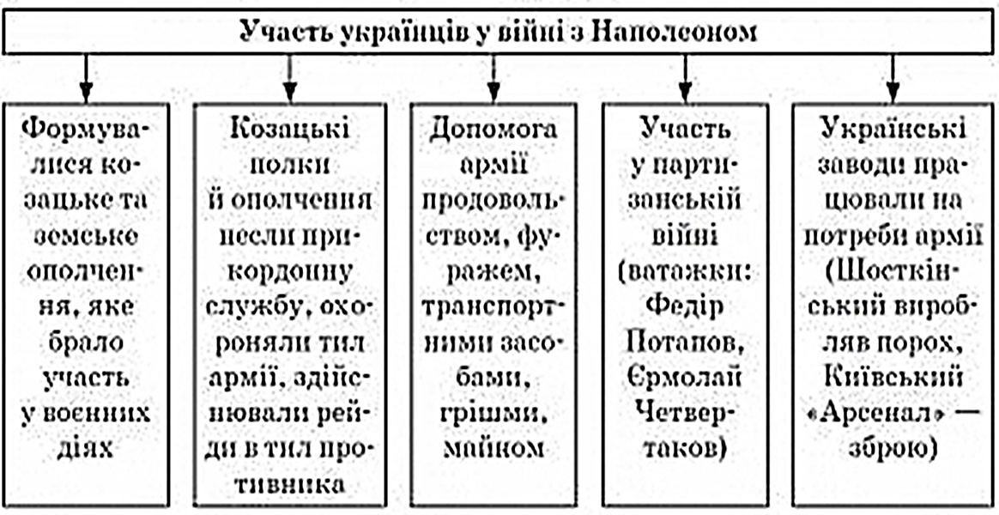 Участь українців у війні з Наполеоном
Формува-
лися ко-
зацьке та
земське
ополчен-
ня, яке
брало
участь
у воєнних
діях
Козацькі
полки
й ополчення
несли при-
кордонну
службу, охо-
роняли тил
армії, здійс-
нювали рей-
ди в тил про-
тивника
Допомога
армії
продоволь-
ством, фу-
ражем,
транспорт-
ними засо-
бами,
грішми,
майном
Участь
у парти-
занській
війні
(ватажки:
Федір
Потапов,
Єрмолай
Четвер-
таков)
Українські
заводи пра-
цювали на
потреби армії
(Шосткін-
ський вироб-
ляв порох,
Київський
«Арсенал» —
зброю)